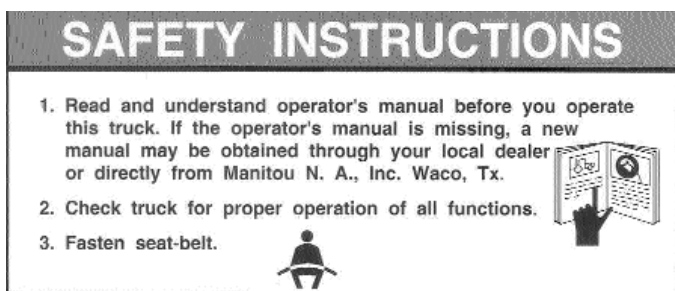 SAFETY INSTRUCTIONS
1. Read and understand operator's manual before you operate
this truck. If the operator's manual is missing, a new
manual may be obtained through your local dealer
or directly from Manitou N. A., Inc. Waco, Tx.
2. Check truck for proper operation of all functions.
3. Fasten seat-belt.